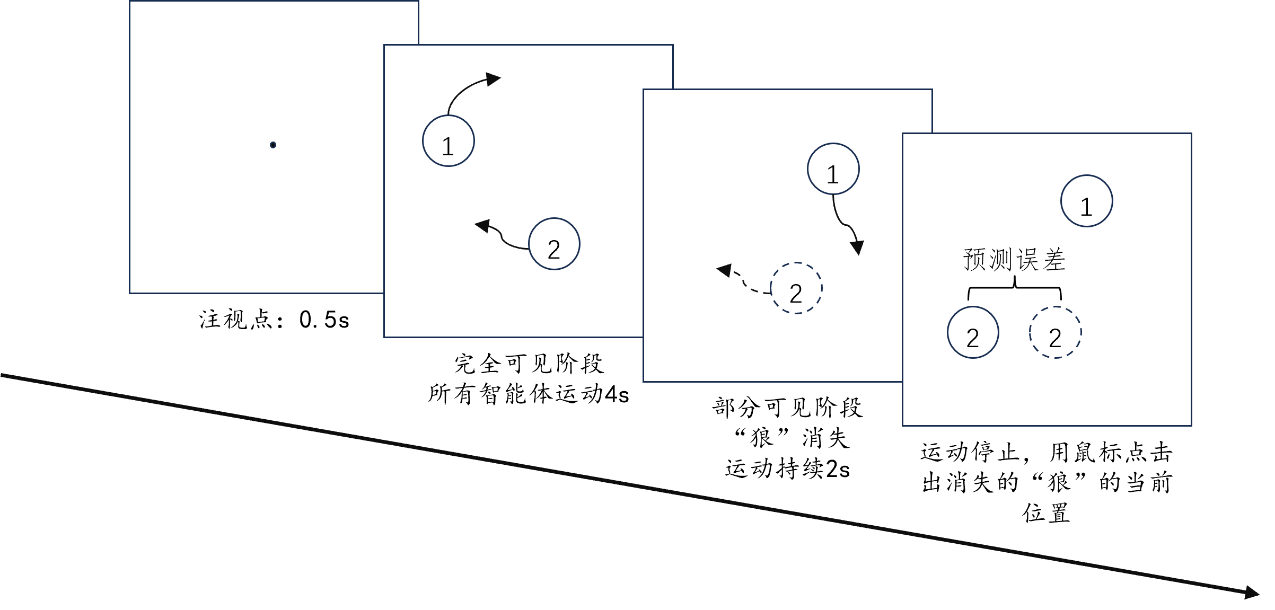 注视点：0.5s
1
2
完全可见阶段
所有智能体运动4s
1
2
部分可见阶段
“狼”消失
运动持续2s
1
预测误差
2
2
运动停止，用鼠标点击
出消失的“狼”的当前
位置